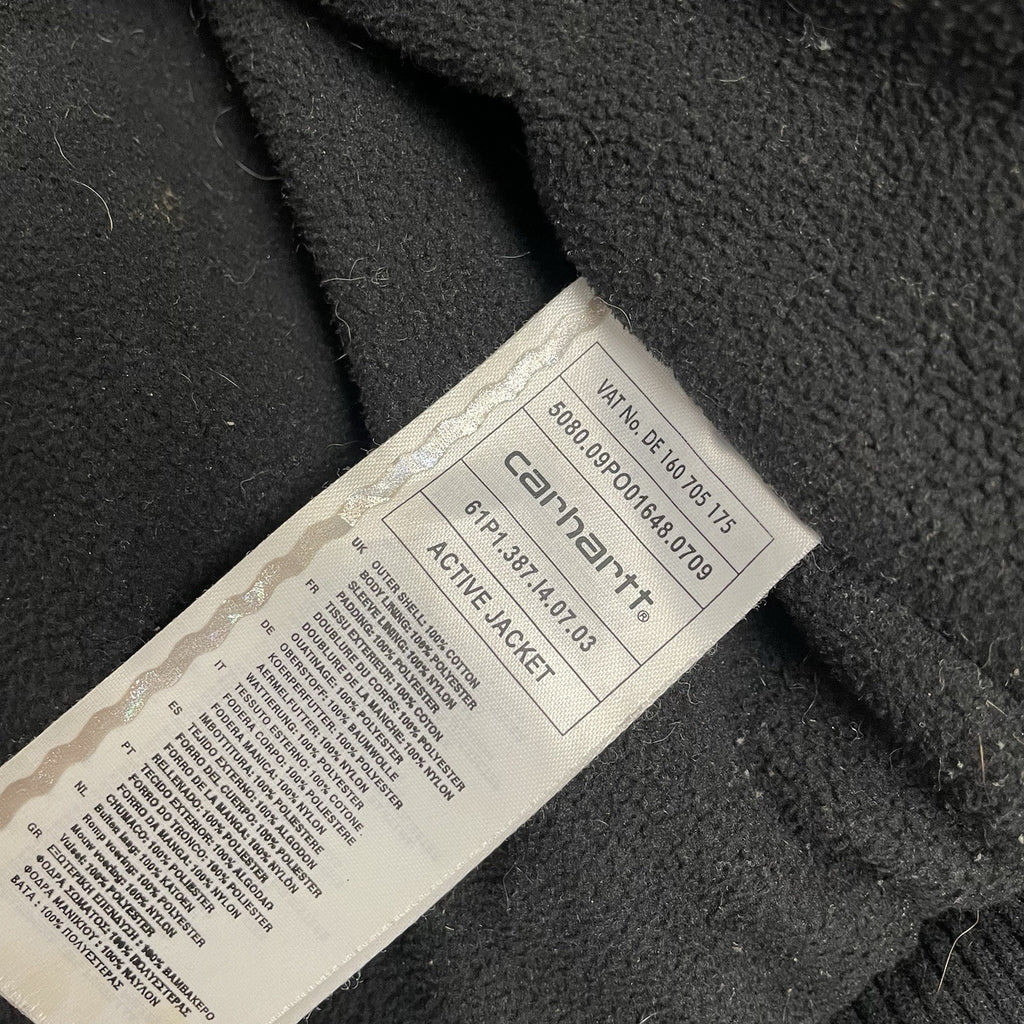 VAT No. DE 160 705 175
5080.09PO01648.0709
carhartt®
61P1.387.I4.07.03
ACTIVE JACKET
UK
OUTER SHELL: 100% COTTON
BODY LINING: 100% POLYESTER
SLEEVE LINING: 100% NYLON
PADDING: 100% POLYESTER
FR
TISSU EXTERIEUR: 100% COTON
DOUBLURE DU CORPS: 100% POLYESTER
DOUBLURE DE LA MANCHE: 100% NYLON
OUATINAGE: 100% POLYESTER
DE
OBERSTOFF: 100% BAUMWOLLE
KOERPERFUTTER: 100% POLYESTER
AERMELFUTTER: 100% NYLON
WATTIERUNG: 100% POLYESTER
IT
TESSUTO ESTERNO: 100% COTONE
FODERA CORPO: 100% POLIESTERE
FODERA MANICA: 100% NYLON
IMBOTTITURA: 100% POLIESTERE
ES
TEJIDO EXTERNO: 100% ALGODON
FORRO DEL CUERPO: 100% POLIESTER
FORRO DE LA MANGA: 100% NYLON
RELLENADO: 100% POLIESTER
PT
TECIDO EXTERIOR: 100% ALGODAO
FORRO DO TRONCO: 100% POLIESTER
FORRO DA MANGA: 100% NYLON
CHUMACO: 100% POLIESTER
NL
Buiten laag: 100% KATOEN
Romp voering: 100% POLYESTER
Mouw voering: 100% NYLON
Vulsel: 100% POLYESTER
GR
ΕΞΩΤΕΡΙΚΗ ΕΠΕΝΔΥΣΗ : 100% ΒΑΜΒΑΚΕΡΟ
ΦΟΔΡΑ ΣΩΜΑΤΟΣ: 100% ΠΟΛΥΕΣΤΕΡΑΣ
ΦΟΔΡΑ ΜΑΝΙΚΙΟΥ : 100% ΝΑΥΛΟΝ
ΒΑΤΑ : 100% ΠΟΛΥΕΣΤΕΡΑΣ